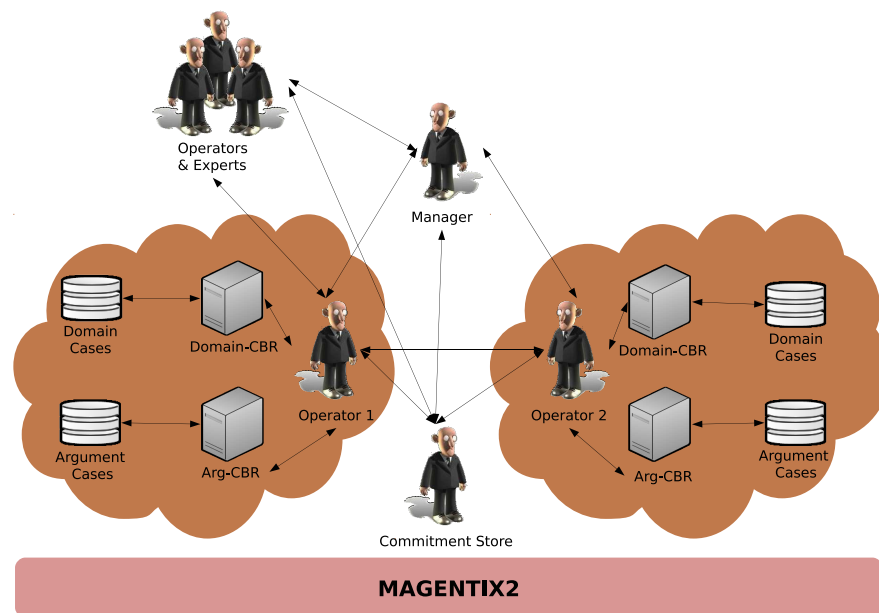 Operators
& Experts
Manager
Domain
Cases
Domain-CBR
Operator 1
Argument
Cases
Arg-CBR
Commitment Store
Operator 2
Domain-CBR
Domain
Cases
Arg-CBR
Argument
Cases
MAGENTIX2